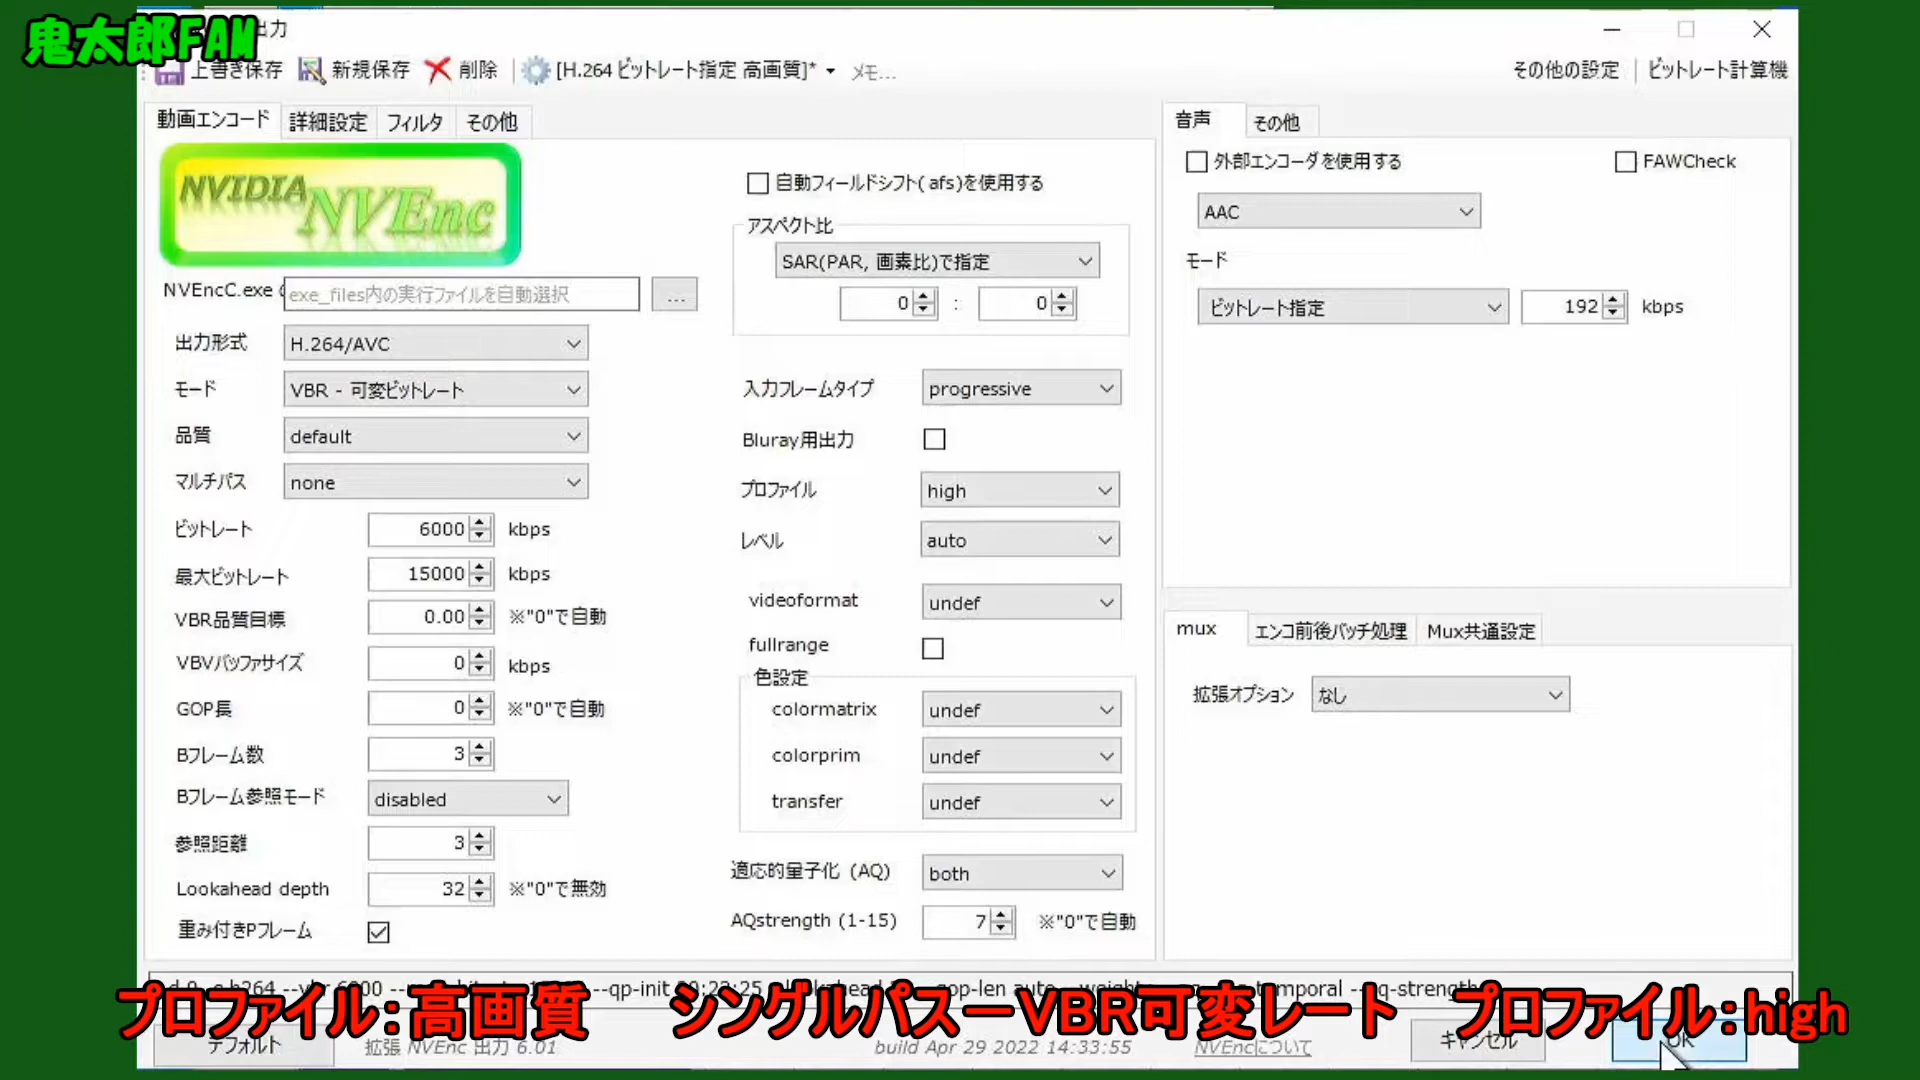 鬼太郎FAM
出力
上書き保存 新規保存 削除 [H.264 ビットレート指定 高画質]* メモ... その他の設定 ビットレート計算機
動画エンコード 詳細設定 フィルタ その他
NVIDIA NVEnc
NVEncC.exe exe_files内の実行ファイルを自動選択 ...
出力形式 H.264/AVC
モード VBR - 可変ビットレート
品質 default
マルチパス none
ビットレート 6000 kbps
最大ビットレート 15000 kbps
VBR品質目標 0.00 ※"0"で自動
VBVバッファサイズ 0 kbps
GOP長 0 ※"0"で自動
Bフレーム数 3
Bフレーム参照モード disabled
参照距離 3
Lookahead depth 32 ※"0"で無効
重み付きPフレーム
自動フィールドシフト(afs)を使用する
アスペクト比
SAR(PAR, 画素比)で指定
0 : 0
入力フレームタイプ progressive
Bluray用出力
プロファイル high
レベル auto
videoformat undef
fullrange
色設定
colormatrix undef
colorprim undef
transfer undef
適応的量子化 (AQ) both
AQstrength (1-15) 7 ※"0"で自動
音声 その他
外部エンコーダを使用する FAWCheck
AAC
モード
ビットレート指定 192 kbps
mux エンコ前後バッチ処理 Mux共通設定
拡張オプション なし
h264 --vbr 6000 --qp-init
プロファイル：高画質 シングルパスーVBR可変レート プロファイル：high
デフォルト 拡張 NVEnc 出力 6.01 build Apr 29 2022 14:33:55 NVEncについて キャンセル OK